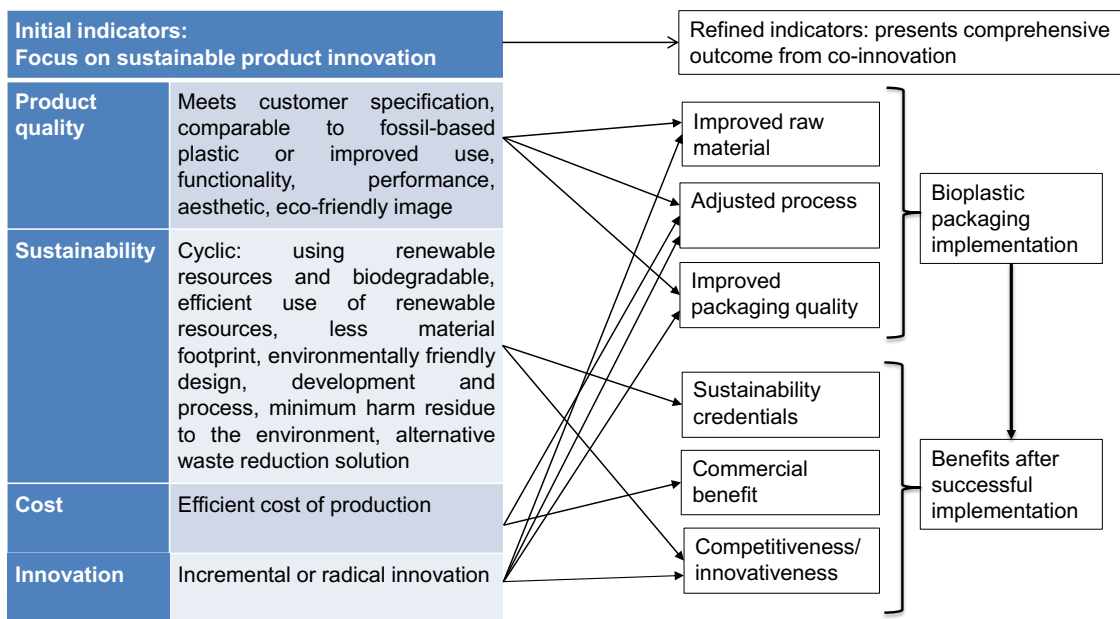 Initial indicators:
Focus on sustainable product innovation
Refined indicators: presents comprehensive
outcome from co-innovation
Product
quality
Meets customer specification,
comparable to fossil-based
plastic or improved use,
functionality, performance,
aesthetic, eco-friendly image
Sustainability
Cyclic: using renewable
resources and biodegradable,
efficient use of renewable
resources, less material
footprint, environmentally friendly
design, development and
process, minimum harm residue
to the environment, alternative
waste reduction solution
Cost
Efficient cost of production
Innovation
Incremental or radical innovation
Improved raw
material
Adjusted process
Improved
packaging quality
Sustainability
credentials
Commercial
benefit
Competitiveness/
innovativeness
Bioplastic
packaging
implementation
Benefits after
successful
implementation